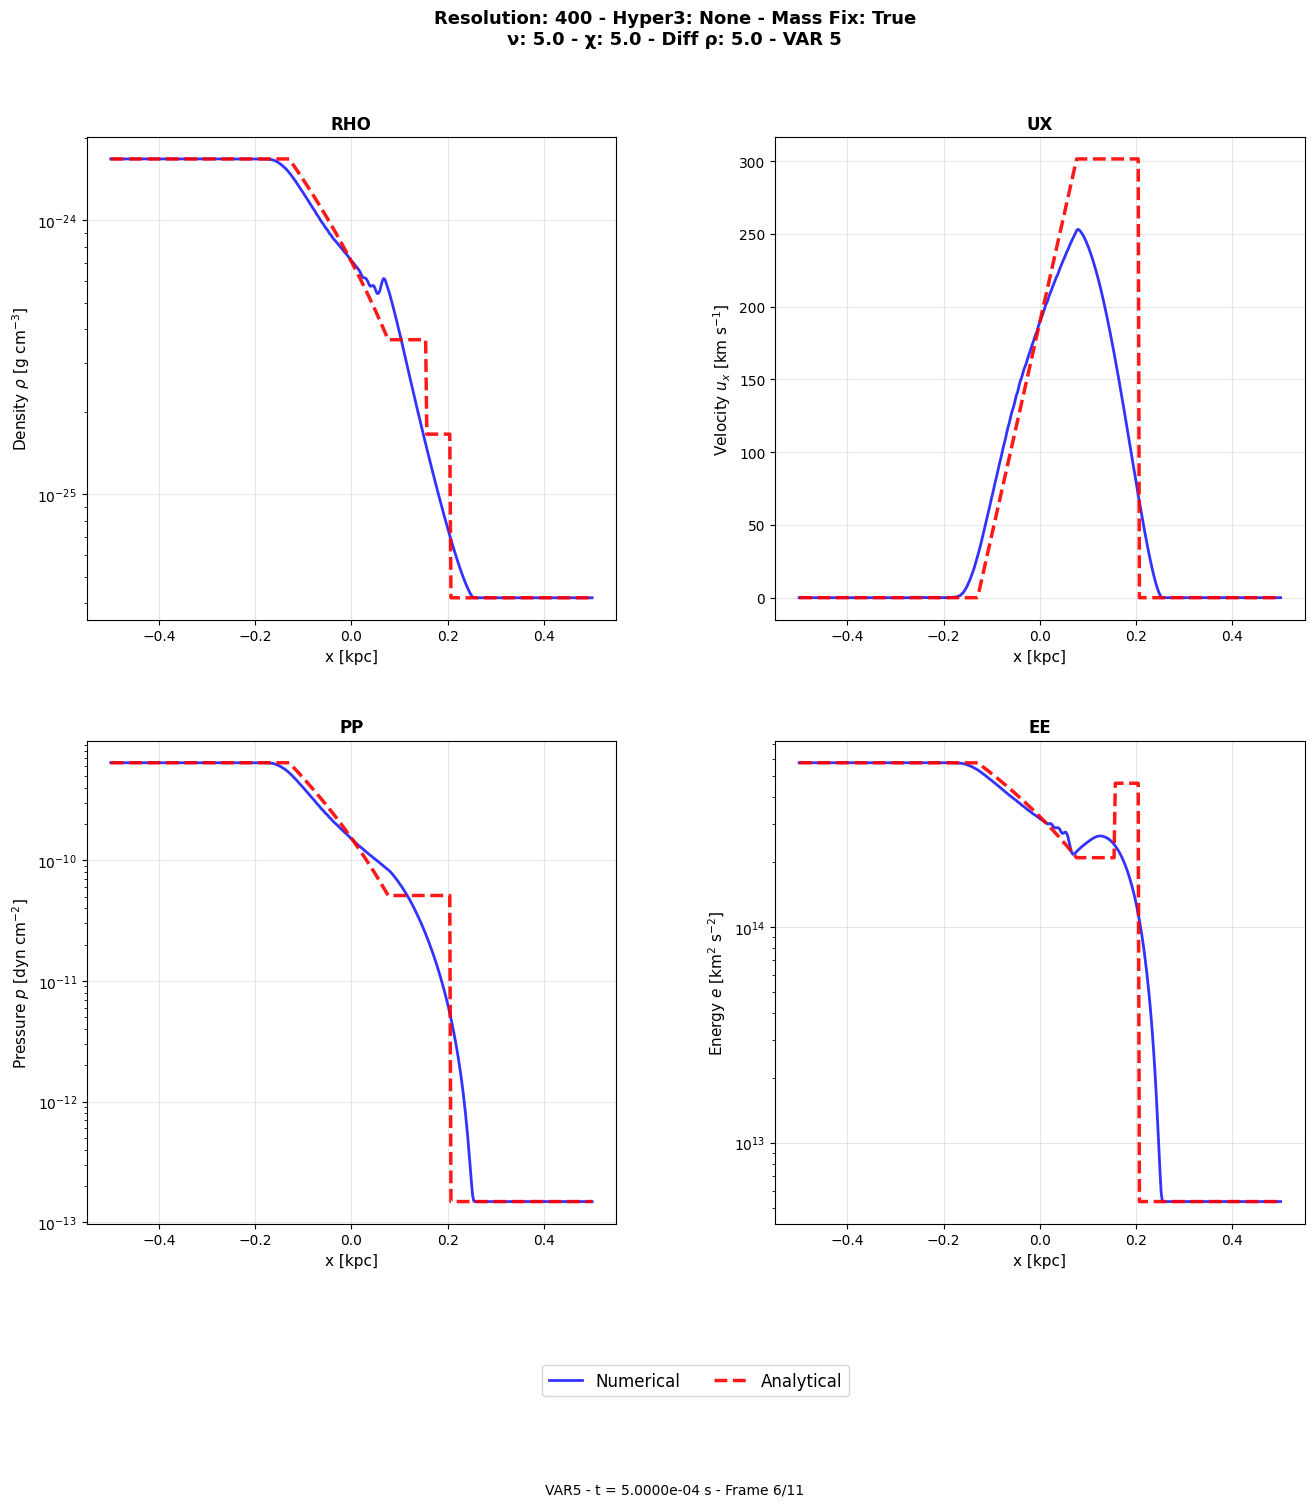 Resolution: 400 - Hyper3: None - Mass Fix: True
ν: 5.0 - χ: 5.0 - Diff ρ: 5.0 - VAR 5
RHO
Density ρ [g cm⁻³]
10⁻²⁴
10⁻²⁵
−0.4 −0.2 0.0 0.2 0.4
x [kpc]
UX
Velocity uₓ [km s⁻¹]
300
250
200
150
100
50
0
−0.4 −0.2 0.0 0.2 0.4
x [kpc]
PP
Pressure p [dyn cm⁻²]
10⁻¹⁰
10⁻¹¹
10⁻¹²
10⁻¹³
−0.4 −0.2 0.0 0.2 0.4
x [kpc]
EE
Energy e [km² s⁻²]
10¹⁴
10¹³
−0.4 −0.2 0.0 0.2 0.4
x [kpc]
Numerical Analytical
VAR5 - t = 5.0000e-04 s - Frame 6/11